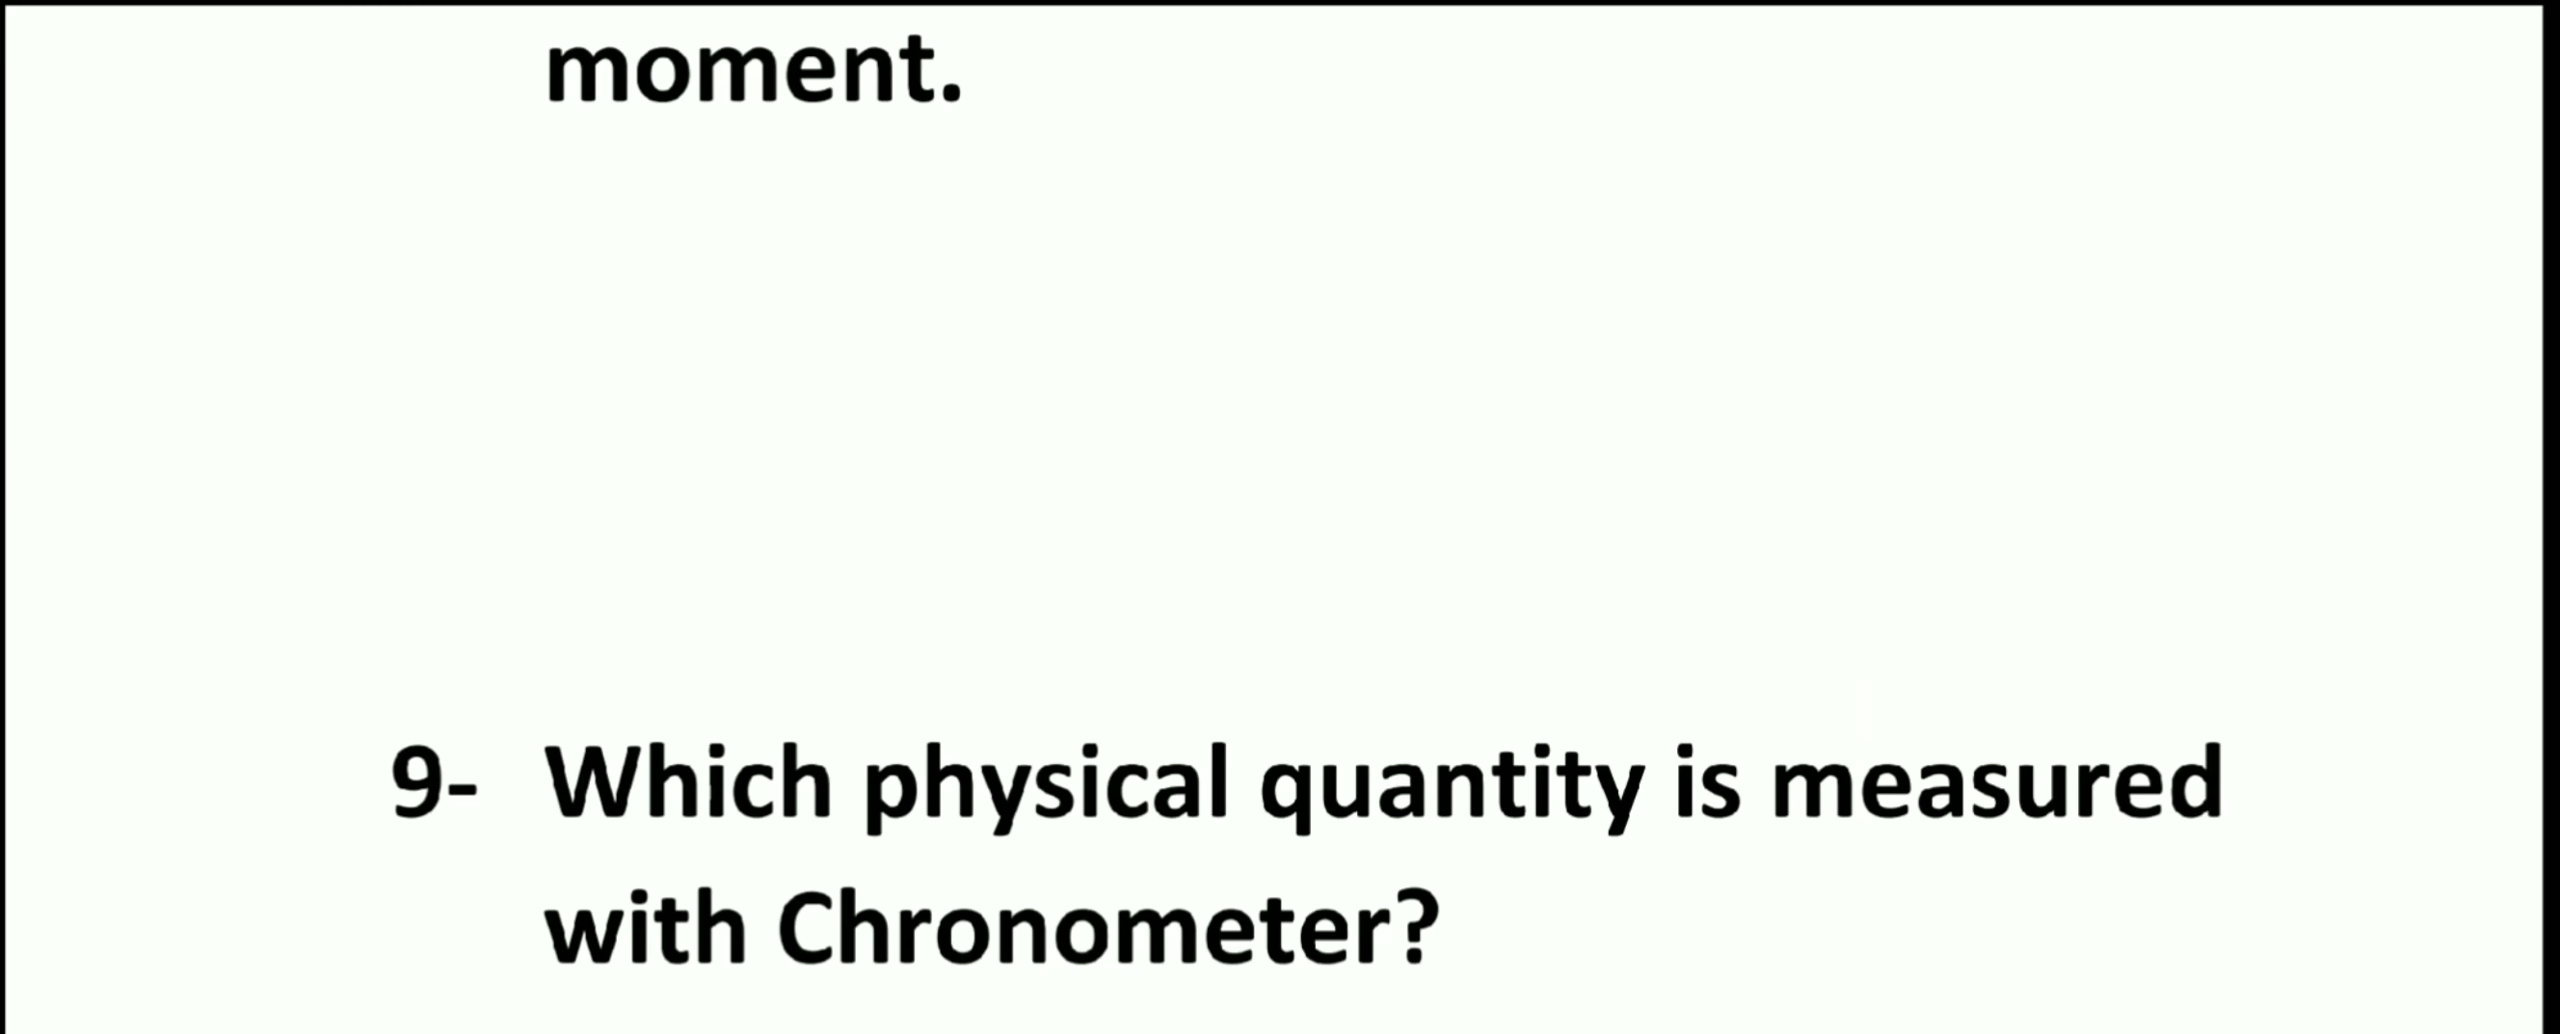 moment.
9- Which physical quantity is measured
with Chronometer?